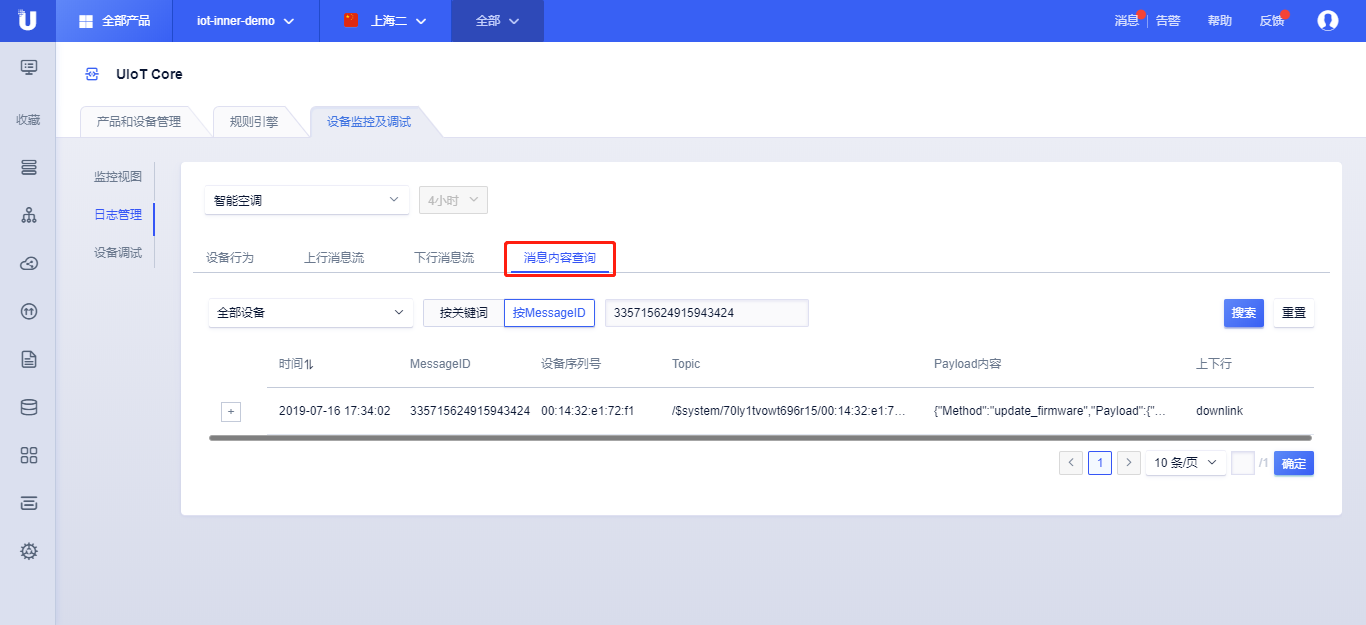 U 全部产品 iot-inner-demo 上海二 全部 消息 告警 帮助 反馈
UIoT Core
收藏
产品和设备管理 规则引擎 设备监控及调试
监控视图
日志管理
设备调试
智能空调 4小时
设备行为 上行消息流 下行消息流 消息内容查询
全部设备 按关键词 按MessageID 335715624915943424 搜索 重置
时间 MessageID 设备序列号 Topic Payload内容 上下行
+ 2019-07-16 17:34:02 335715624915943424 00:14:32:e1:72:f1 /$system/70ly1tvowt696r15/00:14:32:e1:7... {"Method":"update_firmware","Payload":{"... downlink
< 1 > 10 条/页 /1 确定